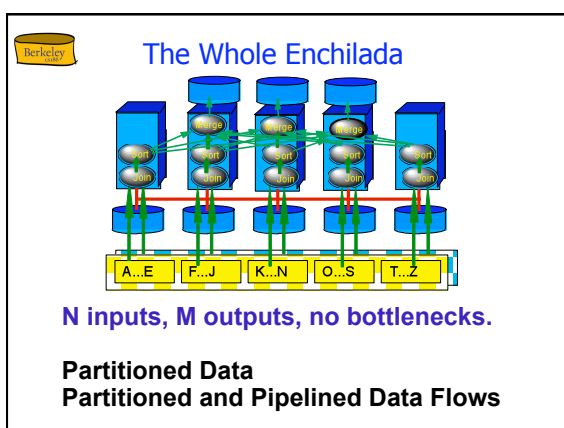 Berkeley
The Whole Enchilada
Merge Merge Merge
Sort Sort Sort Sort Sort
Join Join Join Join Join
A...E F...J K...N O...S T...Z
N inputs, M outputs, no bottlenecks.
Partitioned Data
Partitioned and Pipelined Data Flows